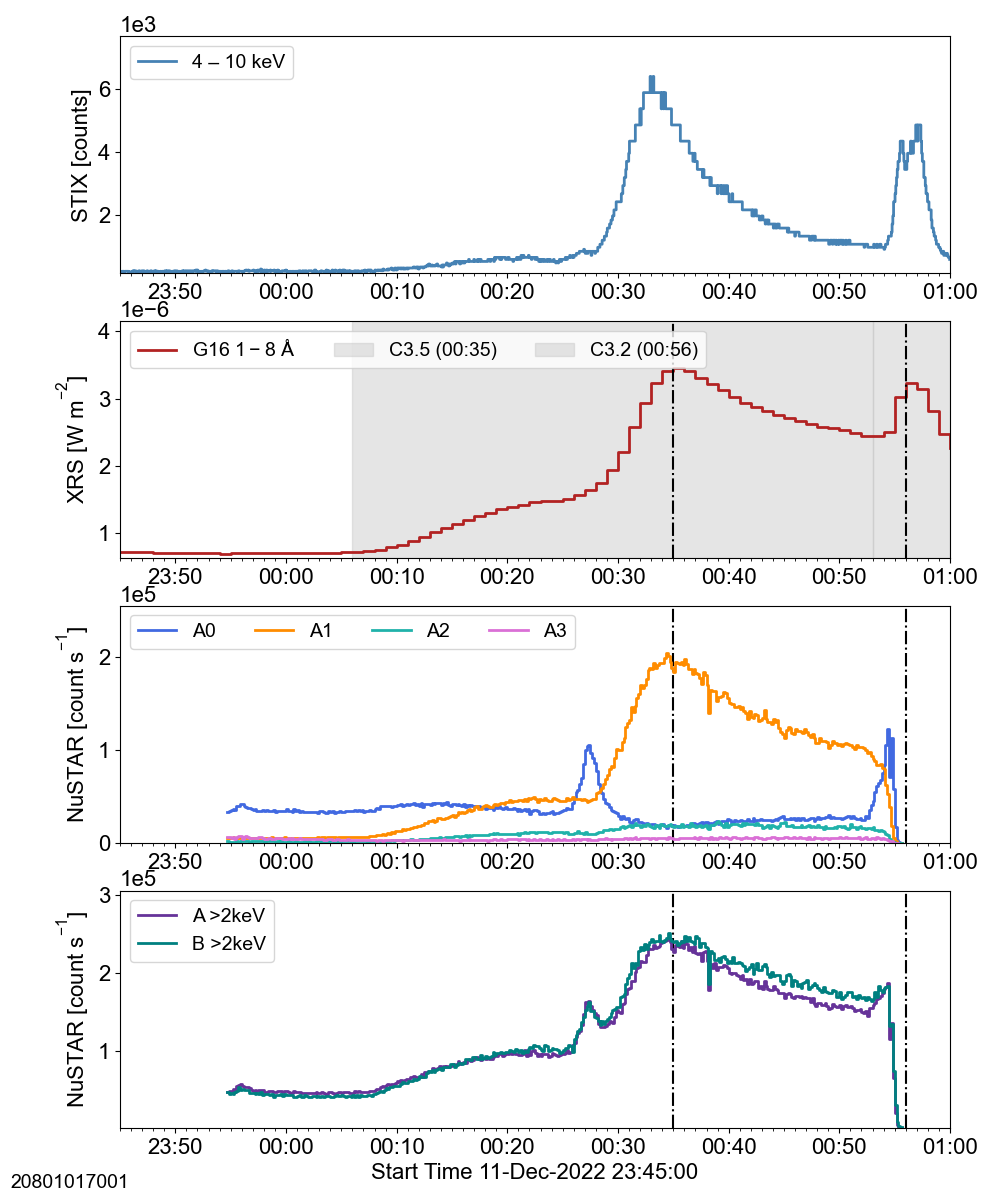 1e3
4 – 10 keV
STIX [counts]
6
4
2
23:50 00:00 00:10 00:20 00:30 00:40 00:50 01:00
1e−6
G16 1 – 8 Å C3.5 (00:35) C3.2 (00:56)
XRS [W m⁻²]
4
3
2
1
23:50 00:00 00:10 00:20 00:30 00:40 00:50 01:00
1e5
A0 A1 A2 A3
NuSTAR [count s⁻¹]
2
1
0
23:50 00:00 00:10 00:20 00:30 00:40 00:50 01:00
1e5
A >2keV
B >2keV
NuSTAR [count s⁻¹]
3
2
1
23:50 00:00 00:10 00:20 00:30 00:40 00:50 01:00
Start Time 11-Dec-2022 23:45:00
20801017001